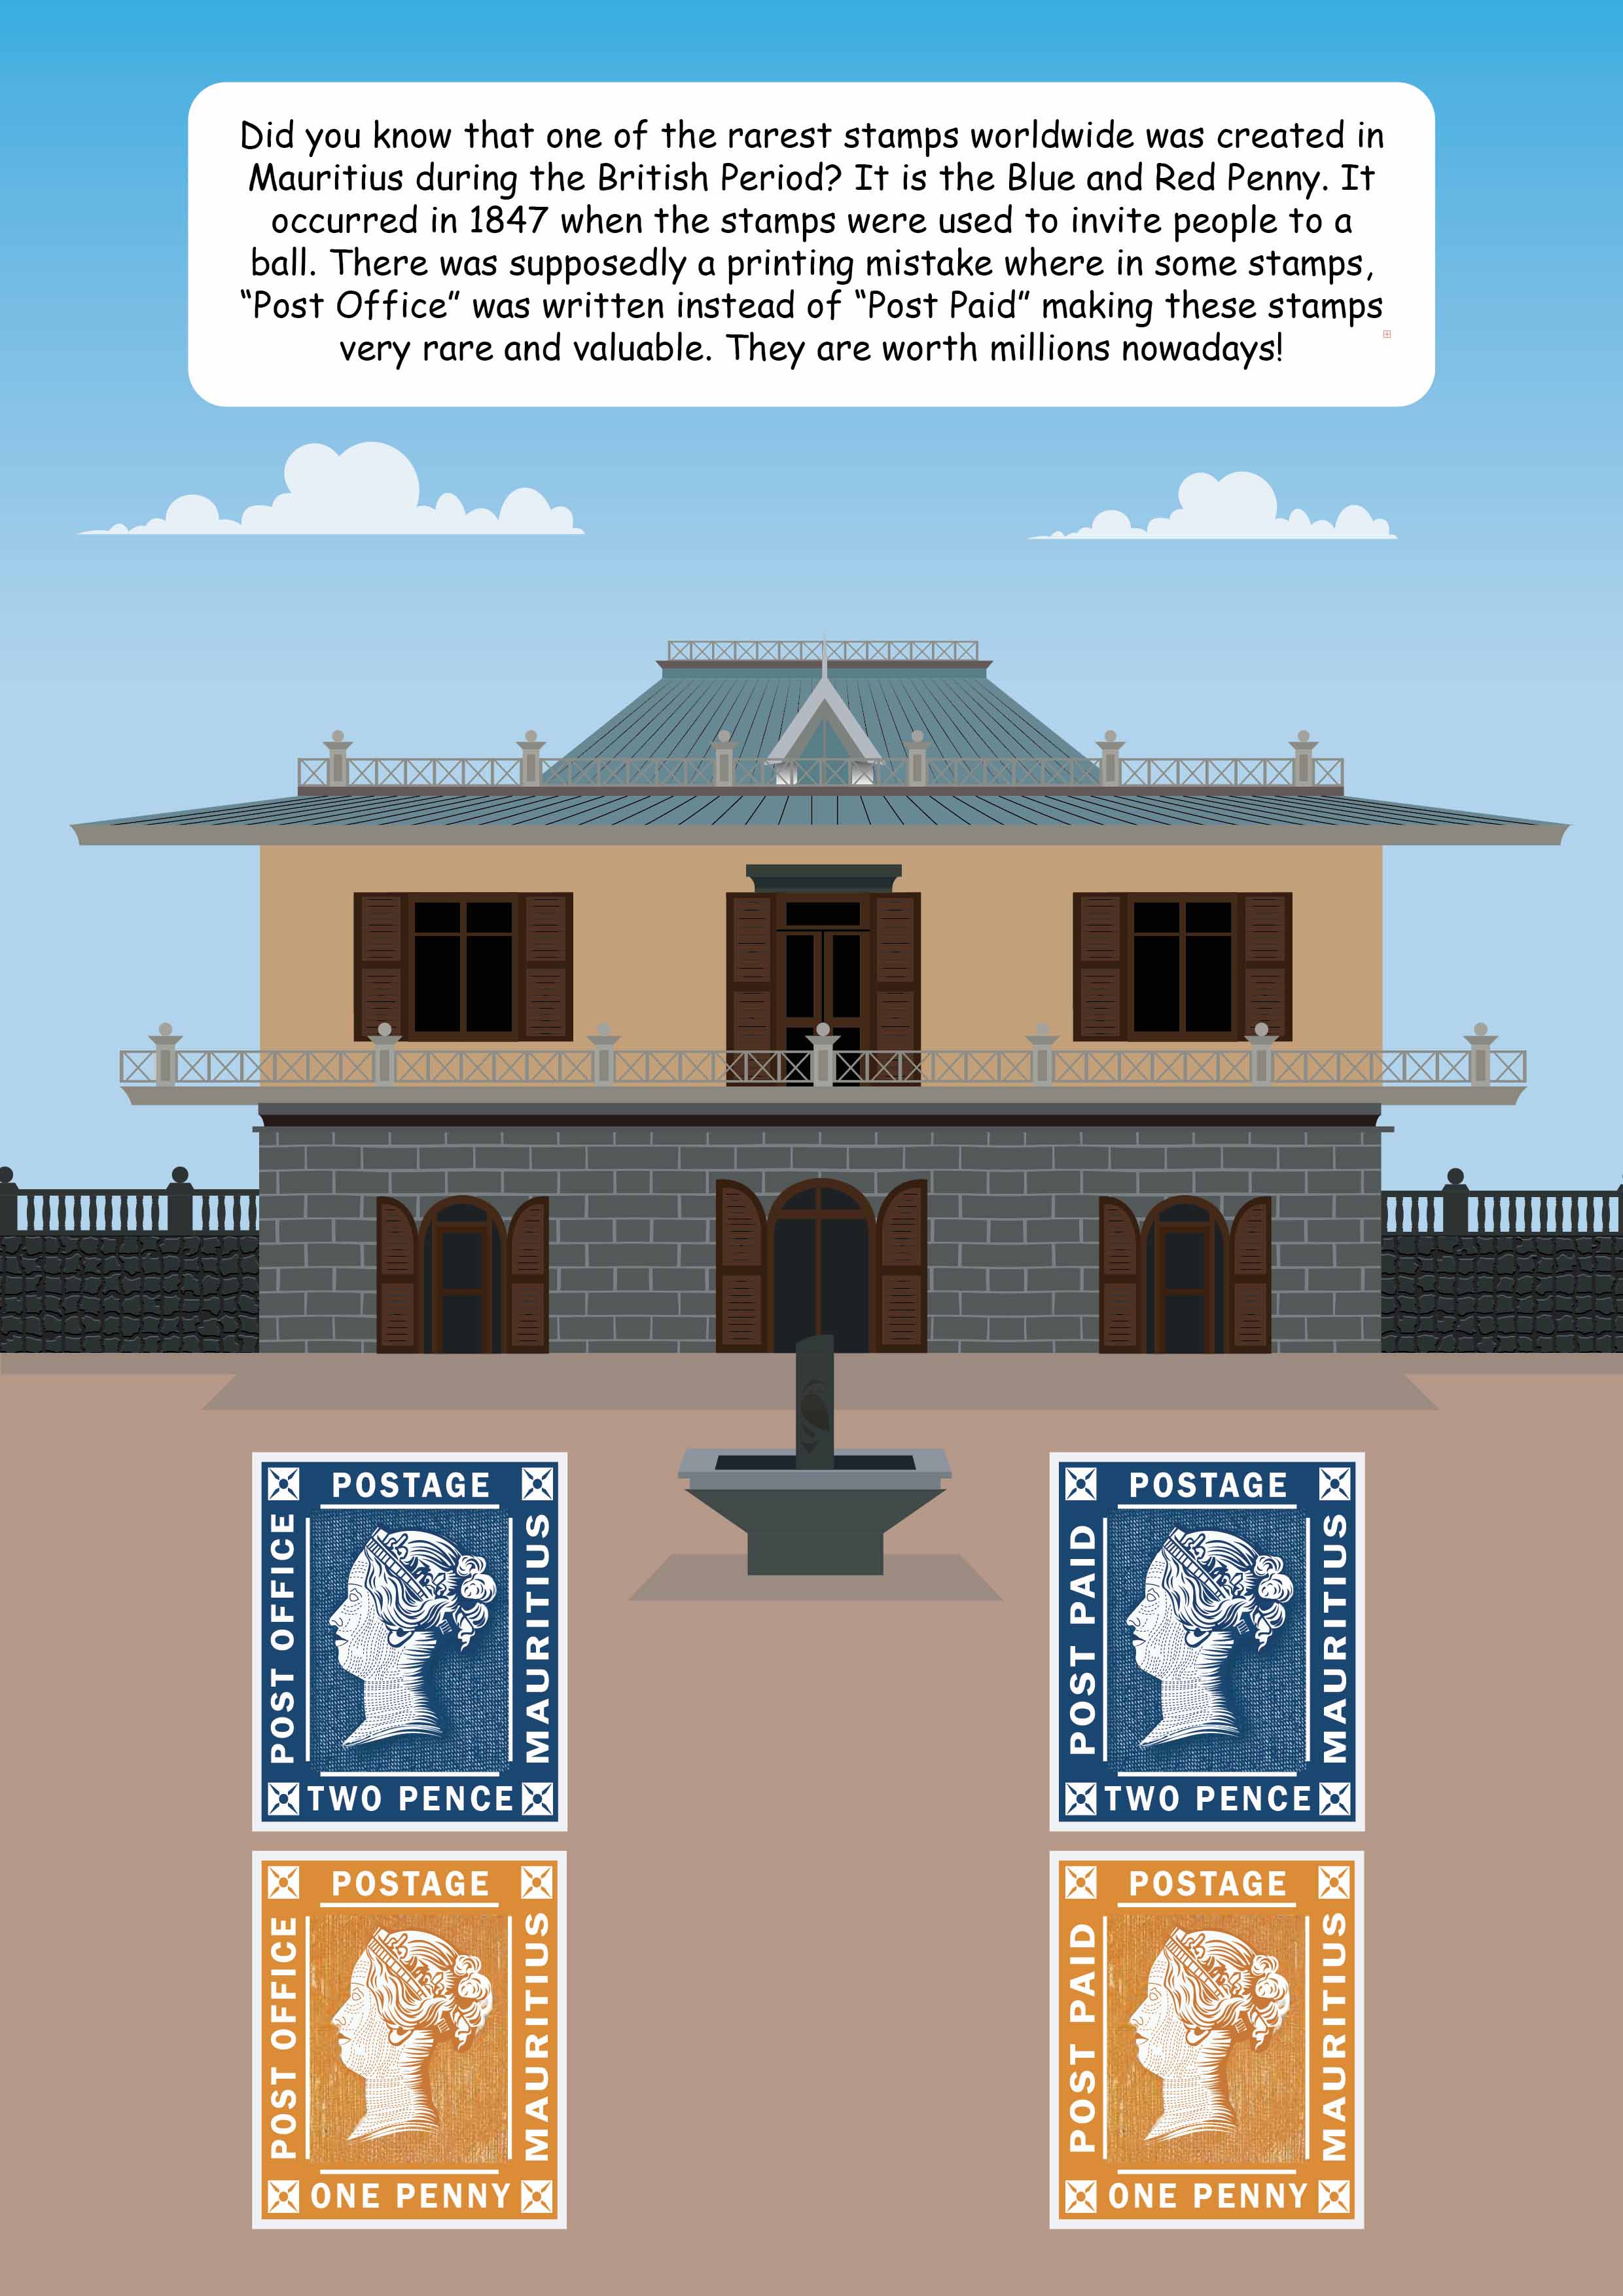 Did you know that one of the rarest stamps worldwide was created in
Mauritius during the British Period? It is the Blue and Red Penny. It
occurred in 1847 when the stamps were used to invite people to a
ball. There was supposedly a printing mistake where in some stamps,
“Post Office” was written instead of “Post Paid” making these stamps
very rare and valuable. They are worth millions nowadays!
POSTAGE
POST OFFICE
MAURITIUS
TWO PENCE
POSTAGE
POST PAID
MAURITIUS
TWO PENCE
POSTAGE
POST OFFICE
MAURITIUS
ONE PENNY
POSTAGE
POST PAID
MAURITIUS
ONE PENNY